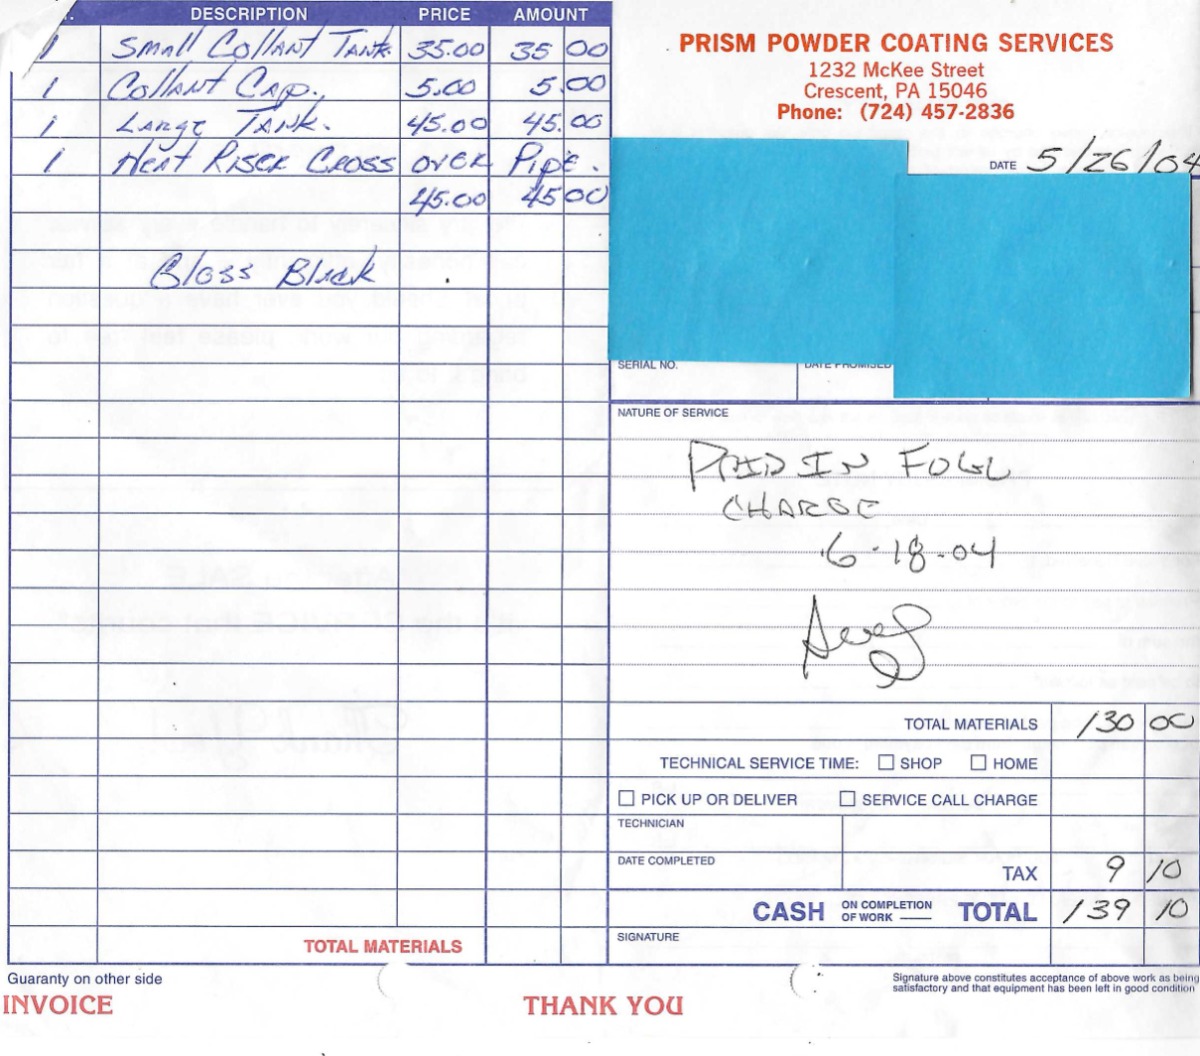 DESCRIPTION PRICE AMOUNT
1 Small Collant Tank 35.00 35 00
1 Collant Cap. 5.00 5.00
1 Large Tank. 45.00 45.00
1 Heat Riser Cross over Pipe.
45.00 45 00
Gloss Black
PRISM POWDER COATING SERVICES
1232 McKee Street
Crescent, PA 15046
Phone: (724) 457-2836
DATE 5/26/04
SERIAL NO. DATE PROMISED
NATURE OF SERVICE
PAID IN FULL
CHARGE
6-18-04
TOTAL MATERIALS 130 00
TECHNICAL SERVICE TIME: ☐ SHOP ☐ HOME
☐ PICK UP OR DELIVER ☐ SERVICE CALL CHARGE
TECHNICIAN
DATE COMPLETED
TAX 9 10
CASH ON COMPLETION OF WORK TOTAL 139 10
TOTAL MATERIALS
SIGNATURE
Guaranty on other side
Signature above constitutes acceptance of above work as being
satisfactory and that equipment has been left in good condition
INVOICE THANK YOU